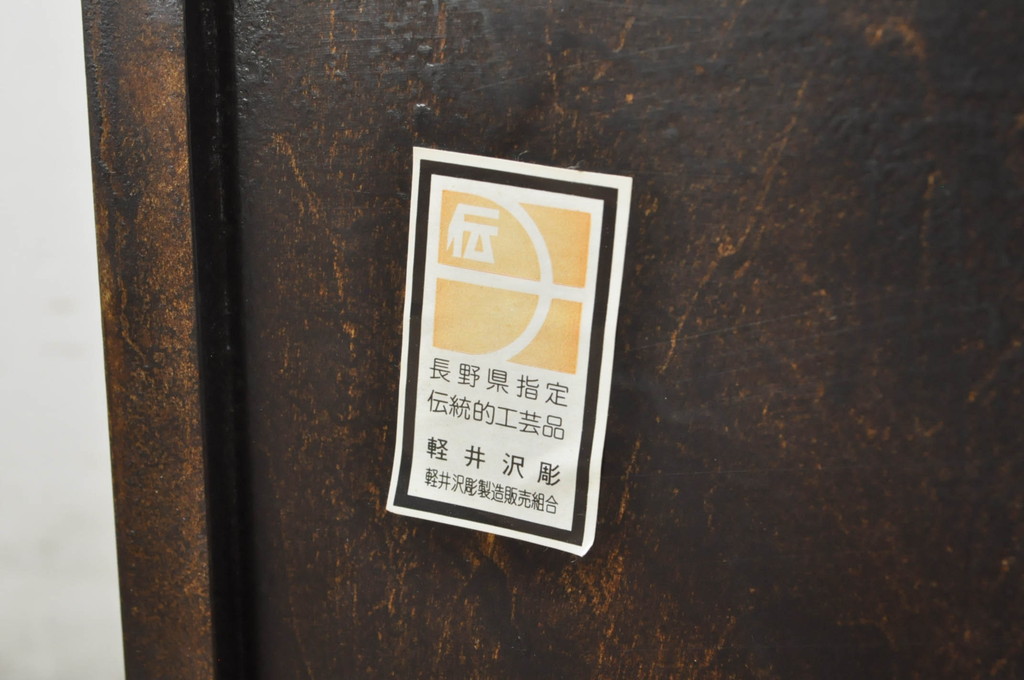 伝
長野県指定
伝統的工芸品
軽井沢彫
軽井沢彫製造販売組合